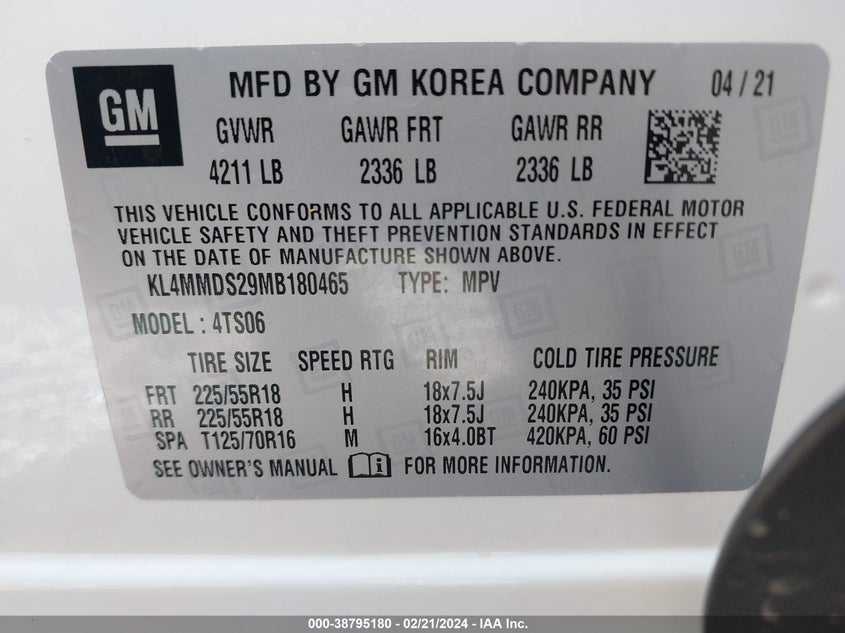 GM MFD BY GM KOREA COMPANY 04/21
GVWR GAWR FRT GAWR RR
4211 LB 2336 LB 2336 LB
THIS VEHICLE CONFORMS TO ALL APPLICABLE U.S. FEDERAL MOTOR
VEHICLE SAFETY AND THEFT PREVENTION STANDARDS IN EFFECT
ON THE DATE OF MANUFACTURE SHOWN ABOVE.
KL4MMDS29MB180465 TYPE: MPV
MODEL: 4TS06
TIRE SIZE SPEED RTG RIM COLD TIRE PRESSURE
FRT 225/55R18 H 18x7.5J 240KPA, 35 PSI
RR 225/55R18 H 18x7.5J 240KPA, 35 PSI
SPA T125/70R16 M 16x4.0BT 420KPA, 60 PSI
SEE OWNER'S MANUAL FOR MORE INFORMATION.
000-38795180 - 02/21/2024 - IAA Inc.